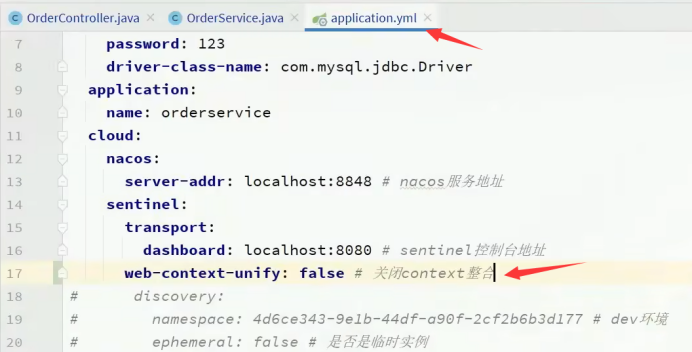 OrderController.java × OrderService.java × application.yml ×
7 password: 123
8 driver-class-name: com.mysql.jdbc.Driver
9 application:
10 name: orderservice
11 cloud:
12 nacos:
13 server-addr: localhost:8848 # nacos服务地址
14 sentinel:
15 transport:
16 dashboard: localhost:8080 # sentinel控制台地址
17 web-context-unify: false # 关闭context整合
18 # discovery:
19 # namespace: 4d6ce343-9e1b-44df-a90f-2cf2b6b3d177 # dev环境
20 # ephemeral: false # 是否是临时实例